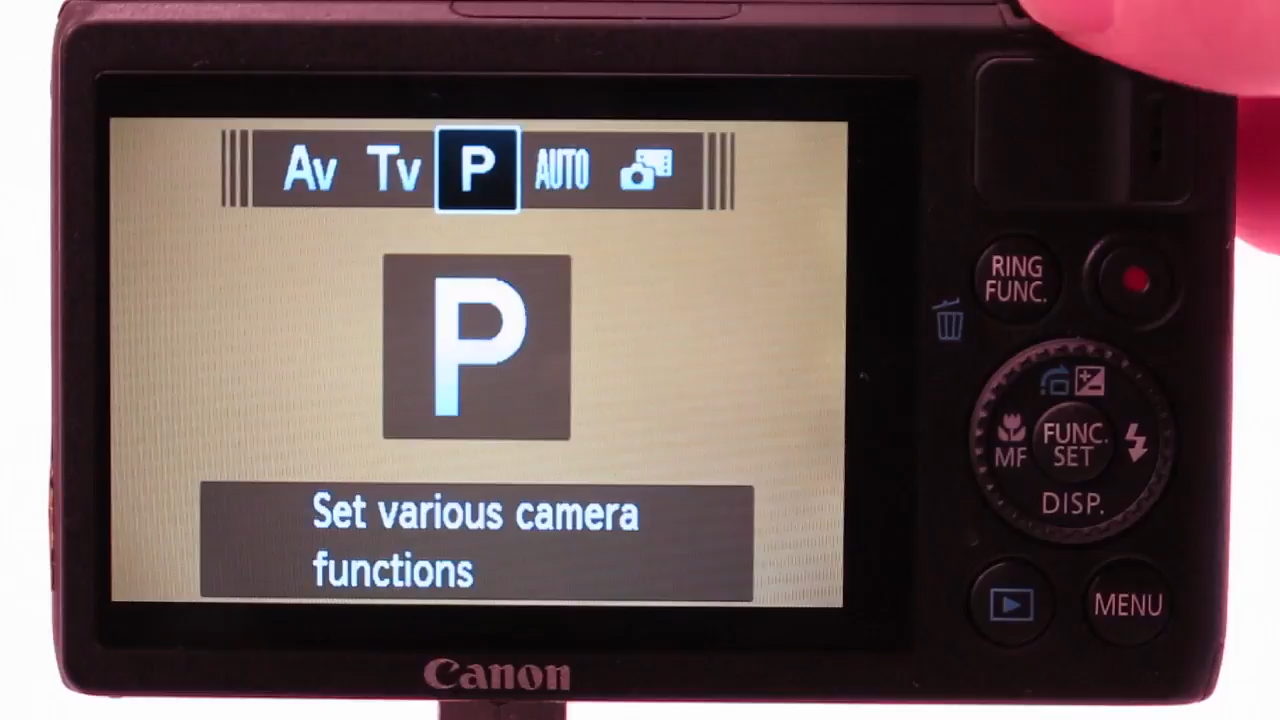 Av Tv P AUTO
P
Set various camera
functions
RING
FUNC.
MF
FUNC.
SET
DISP.
MENU
Canon